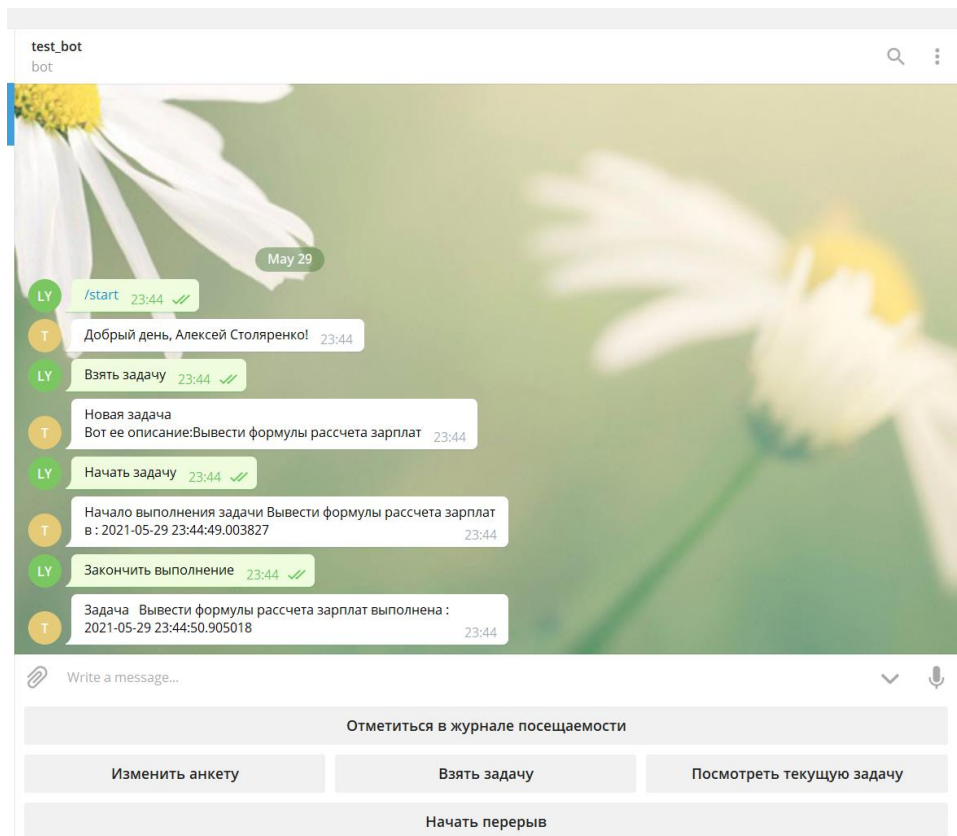 test_bot
bot
May 29
LY
/start 23:44
T
Добрый день, Алексей Столяренко! 23:44
LY
Взять задачу 23:44
Новая задача
T
Вот ее описание:Вывести формулы рассчета зарплат 23:44
LY
Начать задачу 23:44
Начало выполнения задачи Вывести формулы рассчета зарплат
T
в : 2021-05-29 23:44:49.003827 23:44
LY
Закончить выполнение 23:44
Задача Вывести формулы рассчета зарплат выполнена :
T
2021-05-29 23:44:50.905018 23:44
Write a message...
Отметиться в журнале посещаемости
Изменить анкету Взять задачу Посмотреть текущую задачу
Начать перерыв